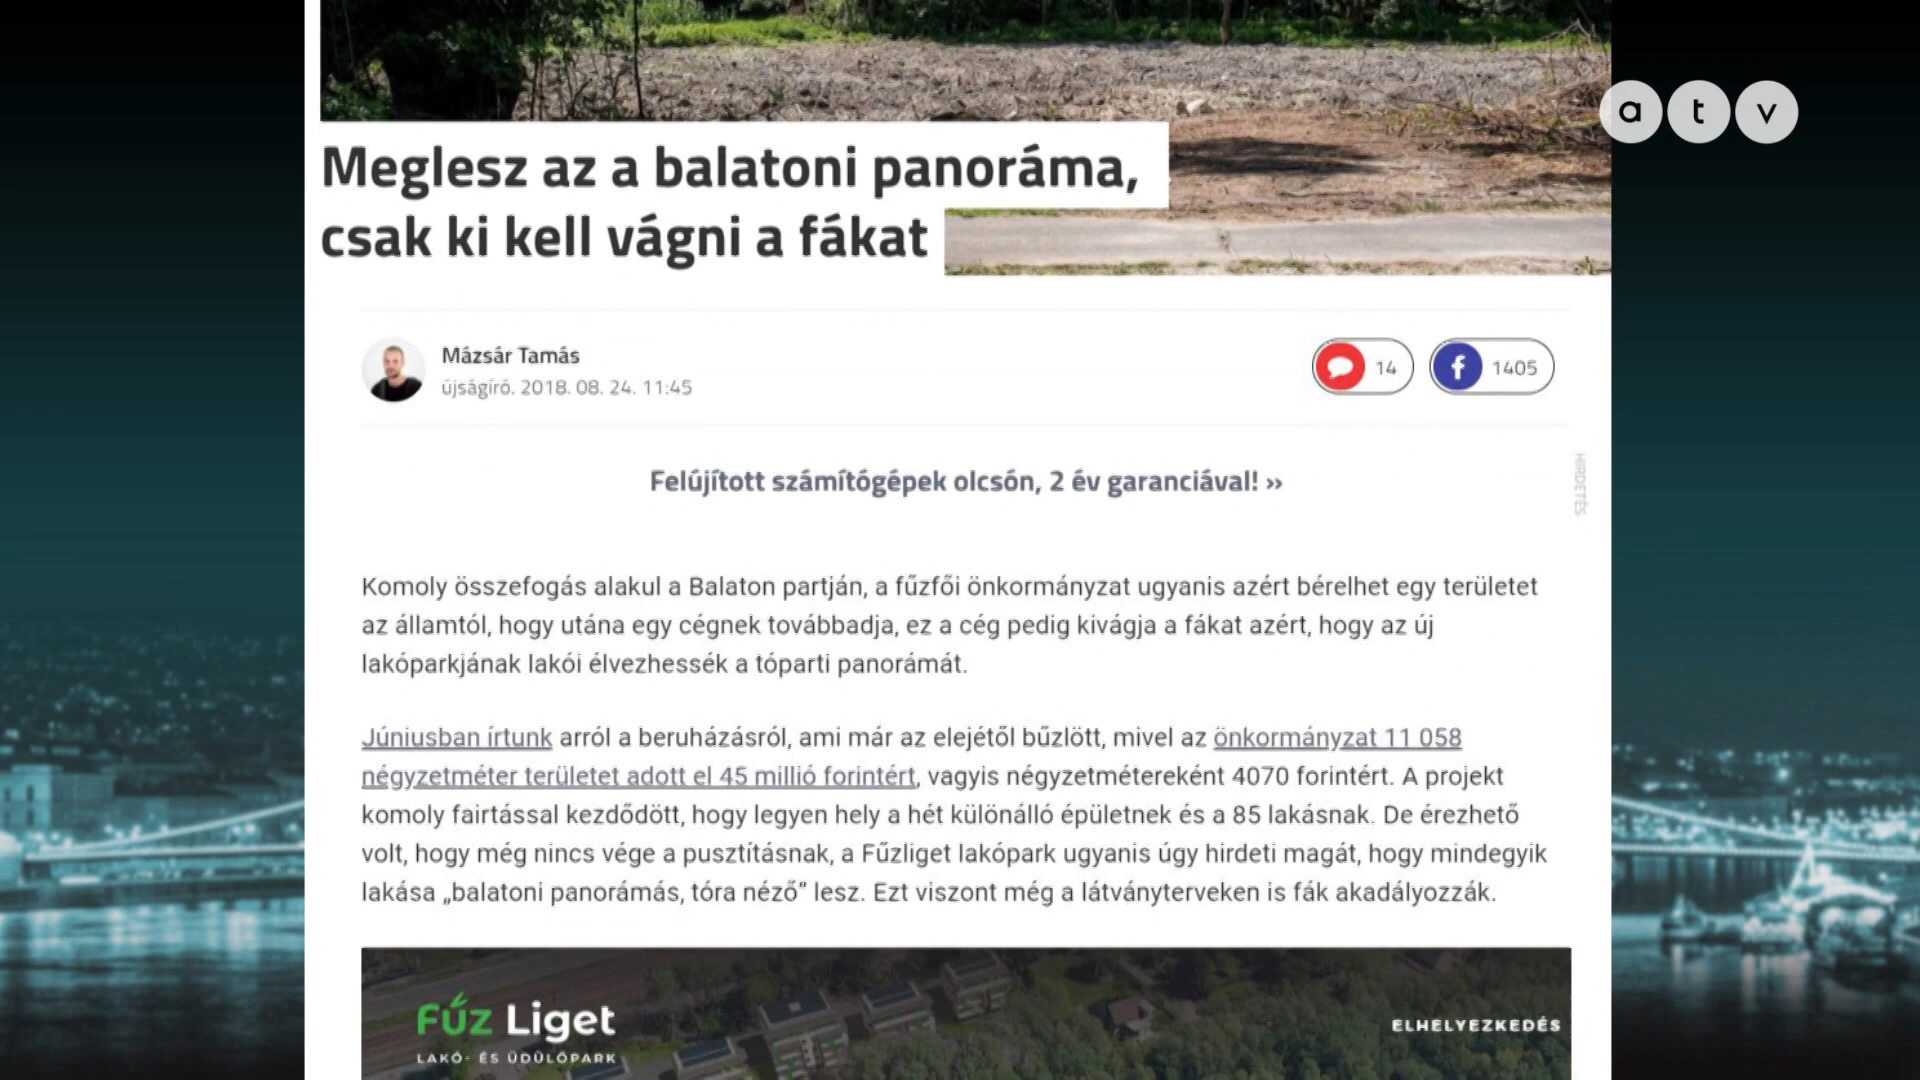 a t v
Meglesz az a balatoni panoráma,
csak ki kell vágni a fákat
Mázsár Tamás
újságíró. 2018. 08. 24. 11:45
14
1405
Felújított számítógépek olcsón, 2 év garanciával! »
HIRDETÉS
Komoly összefogás alakul a Balaton partján, a fűzfői önkormányzat ugyanis azért bérelhet egy területet
az államtól, hogy utána egy cégnek továbbadja, ez a cég pedig kivágja a fákat azért, hogy az új
lakóparkjának lakói élvezhessék a tóparti panorámát.
Júniusban írtunk arról a beruházásról, ami már az elejétől bűzlött, mivel az önkormányzat 11 058
négyzetméter területet adott el 45 millió forintért, vagyis négyzetmétereként 4070 forintért. A projekt
komoly fairtással kezdődött, hogy legyen hely a hét különálló épületnek és a 85 lakásnak. De érezhető
volt, hogy még nincs vége a pusztításnak, a Fűzliget lakópark ugyanis úgy hirdeti magát, hogy mindegyik
lakása „balatoni panorámás, tóra néző” lesz. Ezt viszont még a látványterveken is fák akadályozzák.
Fűz Liget
LAKÓ- ÉS ÜDÜLŐPARK
ELHELYEZKEDÉS